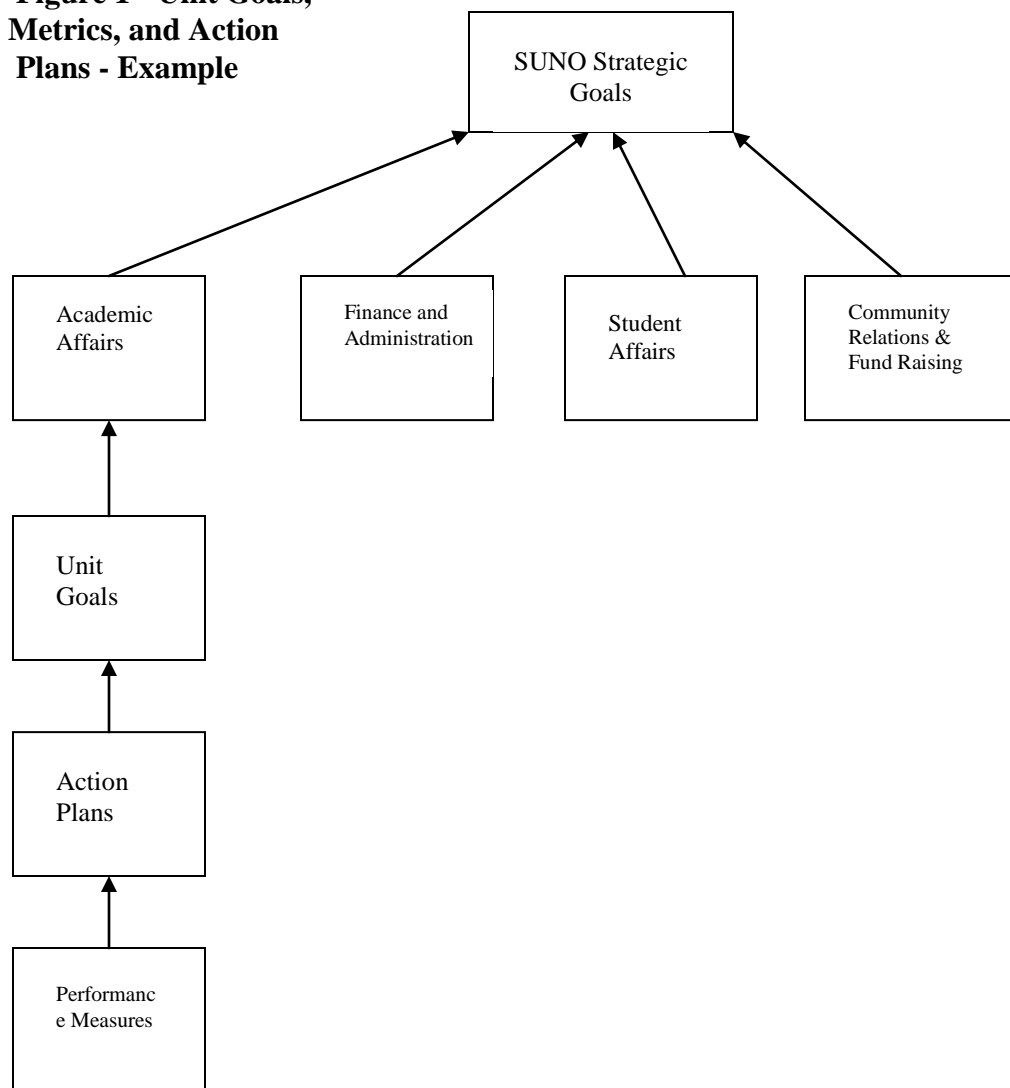 Figure 1 - Unit Goals,
Metrics, and Action
Plans - Example
SUNO Strategic
Goals
Academic
Affairs
Finance and
Administration
Student
Affairs
Community
Relations &
Fund Raising
Unit
Goals
Action
Plans
Performanc
e Measures